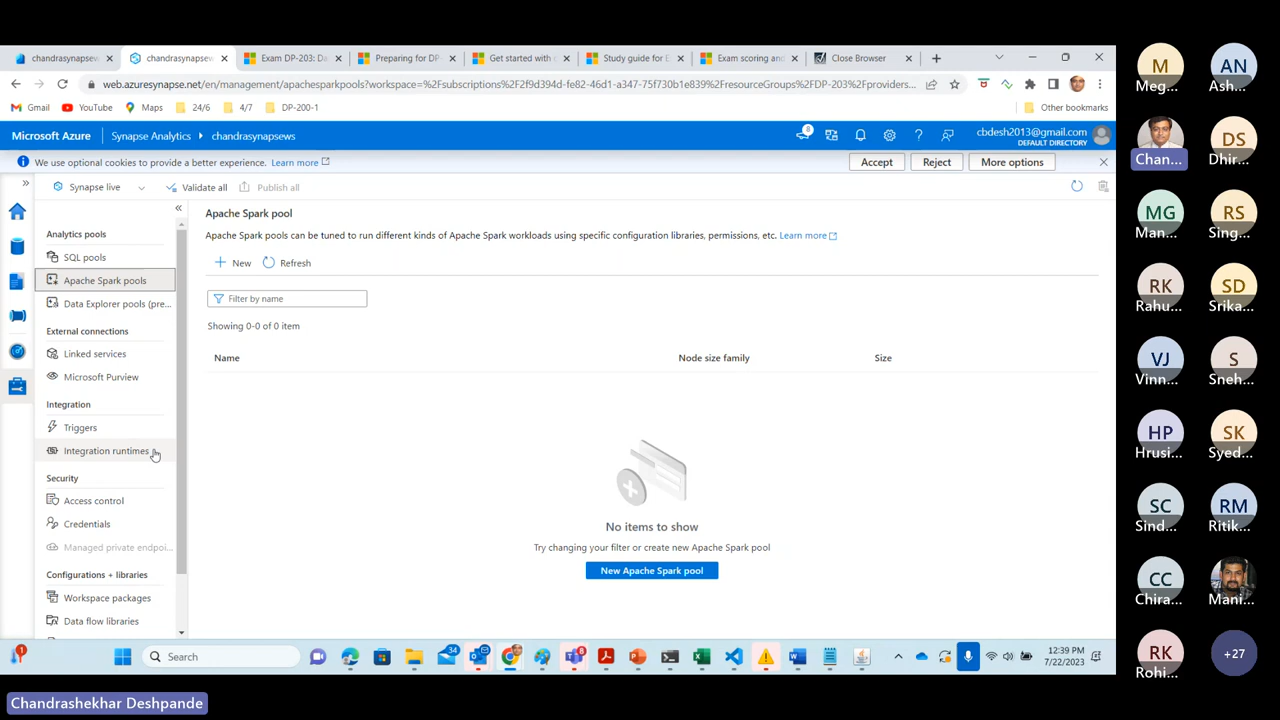 chandrasynapsew
chandrasynapsew
Exam DP-203: Da
Preparing for DP-
Get started with
Study guide for E
Exam scoring and
Close Browser
web.azuresynapse.net/en/management/apachesparkpools?workspace=%2Fsubscriptions%2F2f9d394d-fe82-46d1-a347-75f730b1e839%2FresourceGroups%2FDP-203%2Fproviders...
Gmail
YouTube
Maps
24/6
4/7
DP-200-1
Other bookmarks
Microsoft Azure
Synapse Analytics
chandrasynapsews
8
cbdesh2013@gmail.com
DEFAULT DIRECTORY
We use optional cookies to provide a better experience. Learn more
Accept
Reject
More options
Synapse live
Validate all
Publish all
Analytics pools
SQL pools
Apache Spark pools
Data Explorer pools (pre...
External connections
Linked services
Microsoft Purview
Integration
Triggers
Integration runtimes
Security
Access control
Credentials
Managed private endpoi...
Configurations + libraries
Workspace packages
Data flow libraries
Apache Spark pool
Apache Spark pools can be tuned to run different kinds of Apache Spark workloads using specific configuration libraries, permissions, etc. Learn more
New
Refresh
Filter by name
Showing 0-0 of 0 item
Name
Node size family
Size
No items to show
Try changing your filter or create new Apache Spark pool
New Apache Spark pool
1
Search
34
8
12:39 PM
7/22/2023
Chandrashekhar Deshpande
M
Meg...
AN
Ash...
Chan...
DS
Dhir...
MG
Man...
RS
Sing...
RK
Rahu...
SD
Srika...
VJ
Vinn...
S
Sneh...
HP
Hrusi...
SK
Syed...
SC
Sind...
RM
Ritik...
CC
Chira...
Mani...
RK
Rohi...
+27